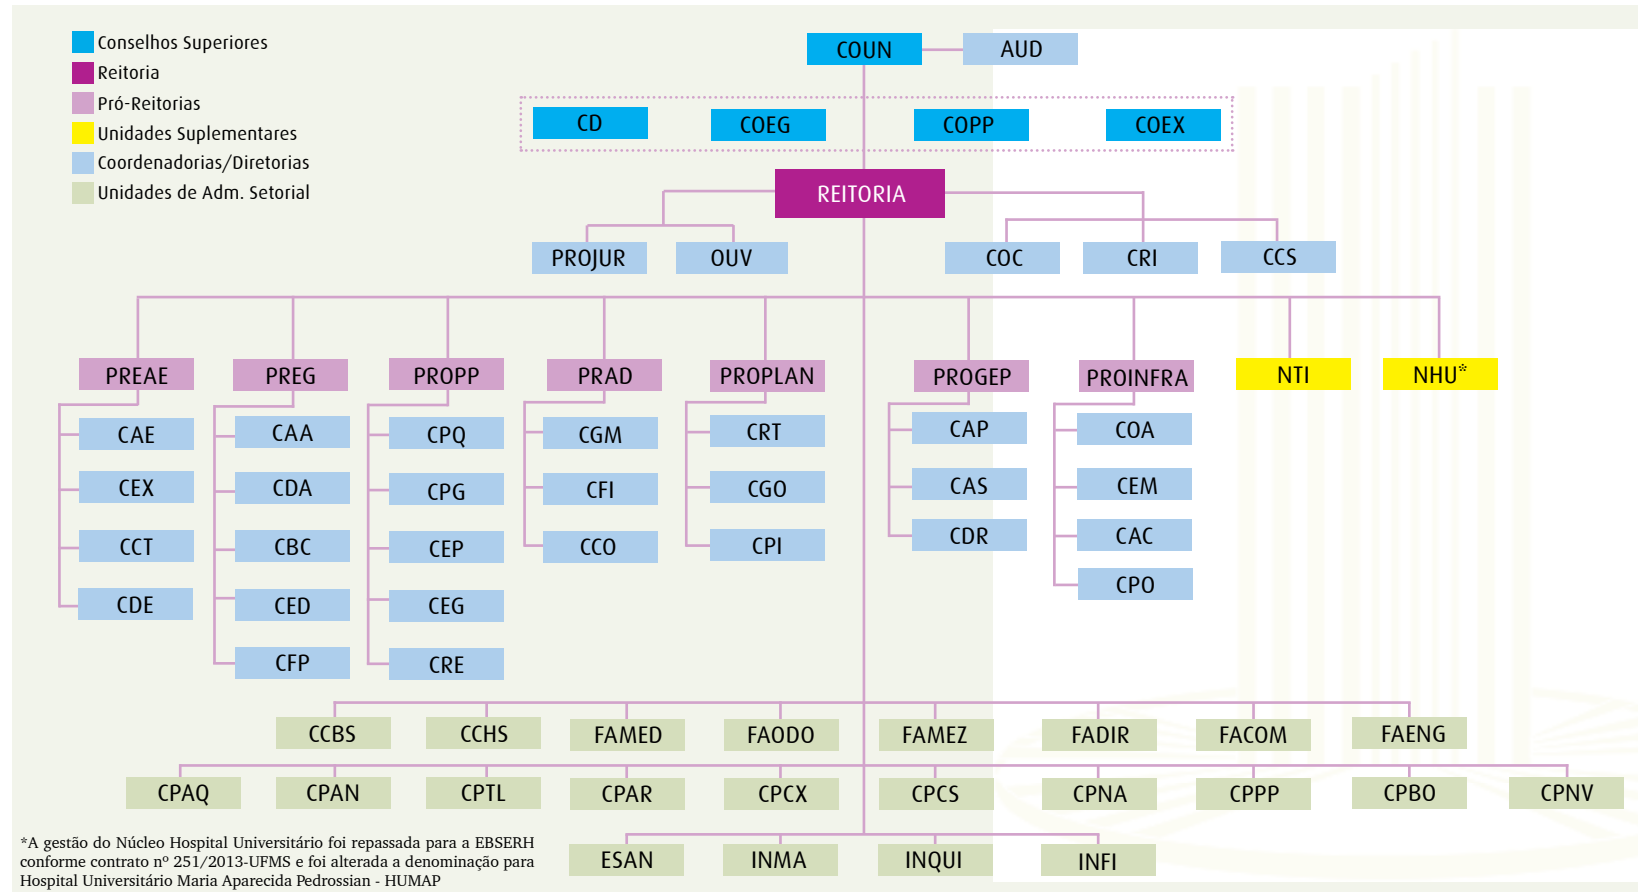 Conselhos Superiores
Reitoria
Pró-Reitorias
Unidades Suplementares
Coordenadorias/Diretorias
Unidades de Adm. Setorial
COUN AUD
CD COEG COPP COEX
REITORIA
PROJUR OUV COC CRI CCS
PREAE PREG PROPP PRAD PROPLAN PROGEP PROINFRA NTI NHU*
CAE CAA CPQ CGM CRT CAP COA
CEX CDA CPG CFI CGO CAS CEM
CCT CBC CEP CCO CPI CDR CAC
CDE CED CEG CPO
CFP CRE
CCBS CCHS FAMED FAODO FAMEZ FADIR FACOM FAENG
CPAQ CPAN CPTL CPAR CPCX CPCS CPNA CPPP CPBO CPNV
ESAN INMA INQUI INFI
*A gestão do Núcleo Hospital Universitário foi repassada para a EBSERH
conforme contrato nº 251/2013-UFMS e foi alterada a denominação para
Hospital Universitário Maria Aparecida Pedrossian - HUMAP